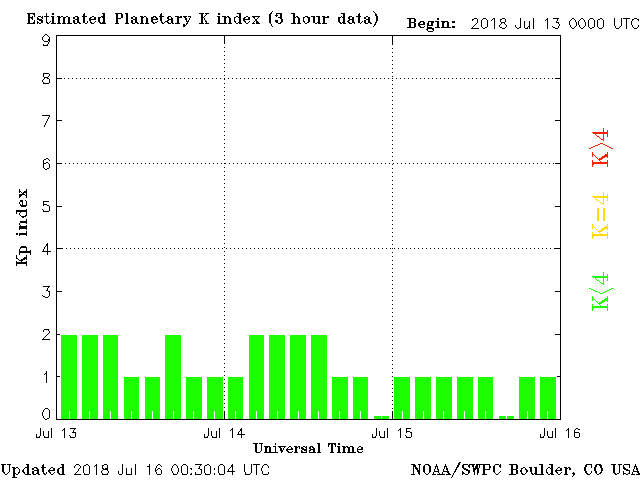 Estimated Planetary K index (3 hour data) Begin: 2018 Jul 13 0000 UTC
9
8
7
6
5
4
3
2
1
0
Kp index
K>4
K=4
K<4
Jul 13 Jul 14 Jul 15 Jul 16
Universal Time
Updated 2018 Jul 16 00:30:04 UTC NOAA/SWPC Boulder, CO USA